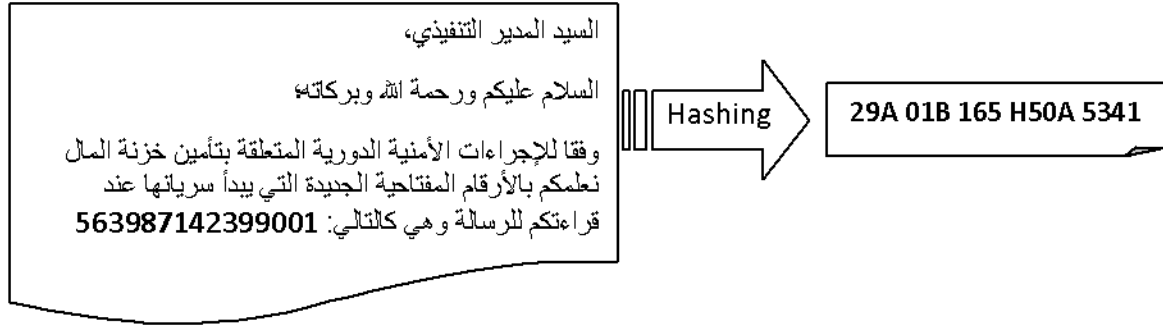 السيد المدير التنفيذي،
السلام عليكم ورحمة الله وبركاته؛
وفقا للإجراءات الأمنية الدورية المتعلقة بتأمين خزنة المال
نعلمكم بالأرقام المفتاحية الجديدة التي يبدأ سريانها عند
قراءتكم للرسالة وهي كالتالي: 563987142399001
Hashing
29A 01B 165 H50A 5341